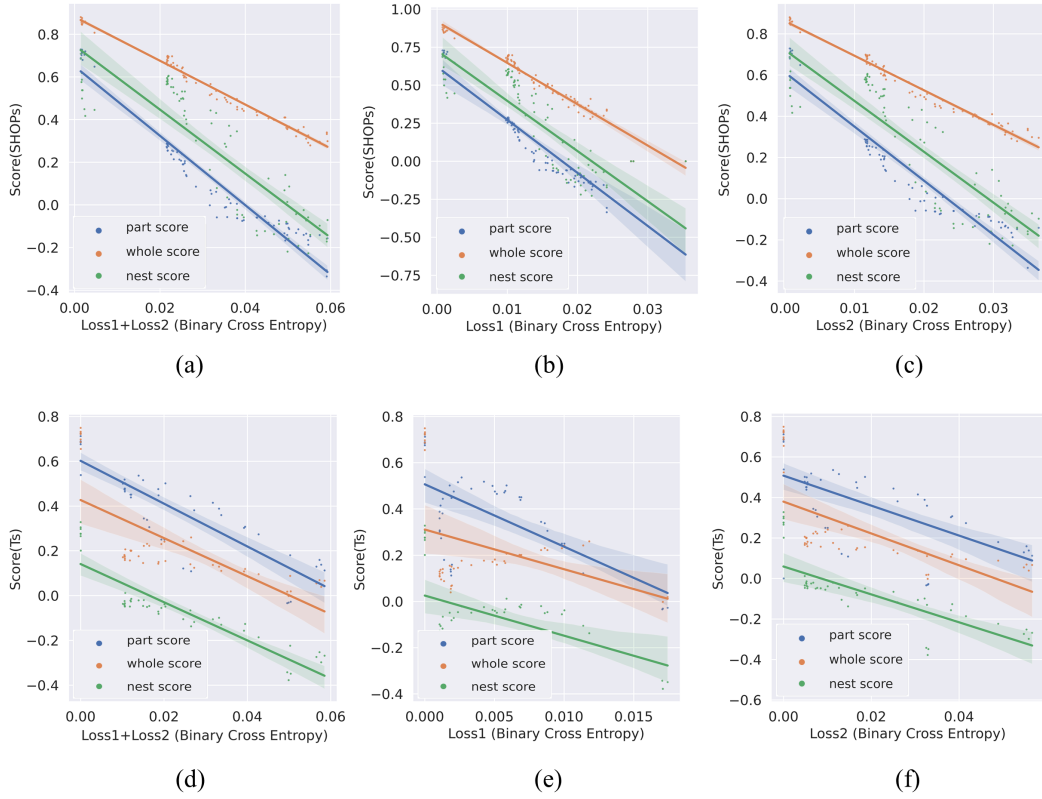 0.8
0.6
0.4
0.2
0.0
−0.2
−0.4
Score(SHOPs)
part score
whole score
nest score
0.00 0.02 0.04 0.06
Loss1+Loss2 (Binary Cross Entropy)
(a)
1.00
0.75
0.50
0.25
0.00
−0.25
−0.50
−0.75
Score(SHOPs)
part score
whole score
nest score
0.00 0.01 0.02 0.03
Loss1 (Binary Cross Entropy)
(b)
0.8
0.6
0.4
0.2
0.0
−0.2
−0.4
Score(SHOPs)
part score
whole score
nest score
0.00 0.01 0.02 0.03
Loss2 (Binary Cross Entropy)
(c)
0.8
0.6
0.4
0.2
0.0
−0.2
−0.4
Score(Ts)
part score
whole score
nest score
0.00 0.02 0.04 0.06
Loss1+Loss2 (Binary Cross Entropy)
(d)
0.8
0.6
0.4
0.2
0.0
−0.2
−0.4
Score(Ts)
part score
whole score
nest score
0.000 0.005 0.010 0.015
Loss1 (Binary Cross Entropy)
(e)
0.8
0.6
0.4
0.2
0.0
−0.2
−0.4
−0.6
Score(Ts)
part score
whole score
nest score
0.00 0.02 0.04
Loss2 (Binary Cross Entropy)
(f)